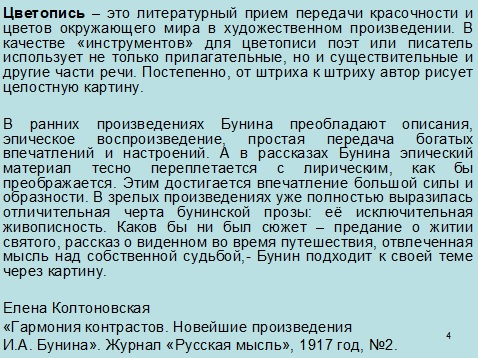 Цветопись – это литературный прием передачи красочности и
цветов окружающего мира в художественном произведении. В
качестве «инструментов» для цветописи поэт или писатель
использует не только прилагательные, но и существительные и
другие части речи. Постепенно, от штриха к штриху автор рисует
целостную картину.
В ранних произведениях Бунина преобладают описания,
эпическое воспроизведение, простая передача богатых
впечатлений и настроений. А в рассказах Бунина эпический
материал тесно переплетается с лирическим, как бы
преображается. Этим достигается впечатление большой силы и
образности. В зрелых произведениях уже полностью выразилась
отличительная черта бунинской прозы: её исключительная
живописность. Каков бы ни был сюжет – предание о житии
святого, рассказ о виденном во время путешествия, отвлеченная
мысль над собственной судьбой,- Бунин подходит к своей теме
через картину.
Елена Колтоновская
«Гармония контрастов. Новейшие произведения
И.А. Бунина». Журнал «Русская мысль», 1917 год, №2.
4